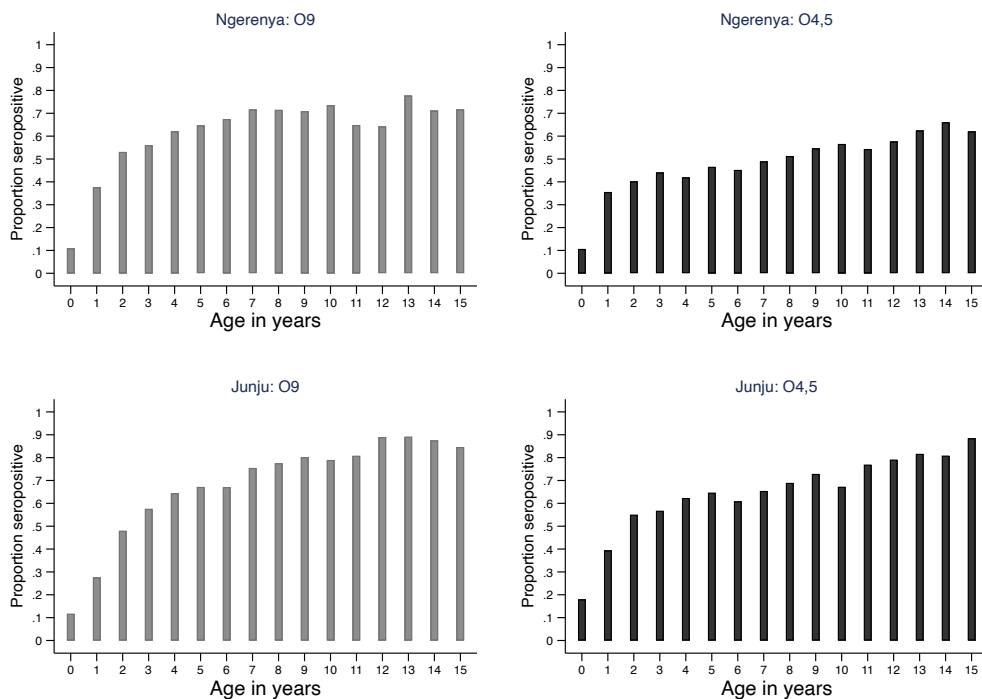 Ngerenya: O9
1
.9
.8
.7
.6
.5
.4
.3
.2
.1
0
Proportion seropositive
0 1 2 3 4 5 6 7 8 9 10 11 12 13 14 15
Age in years
Ngerenya: O4,5
1
.9
.8
.7
.6
.5
.4
.3
.2
.1
0
Proportion seropositive
0 1 2 3 4 5 6 7 8 9 10 11 12 13 14 15
Age in years
Junju: O9
1
.9
.8
.7
.6
.5
.4
.3
.2
.1
0
Proportion seropositive
0 1 2 3 4 5 6 7 8 9 10 11 12 13 14 15
Age in years
Junju: O4,5
1
.9
.8
.7
.6
.5
.4
.3
.2
.1
0
Proportion seropositive
0 1 2 3 4 5 6 7 8 9 10 11 12 13 14 15
Age in years